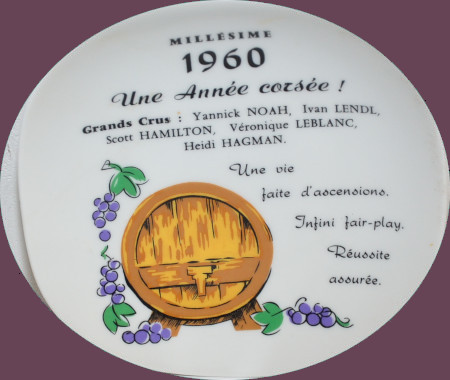 MILLÉSIME
1960
Une Année corsée !
Grands Crus : Yannick NOAH, Ivan LENDL,
Scott HAMILTON, Véronique LEBLANC,
Heidi HAGMAN.
Une vie
faite d'ascensions.
Infini fair-play.
Réussite
assurée.